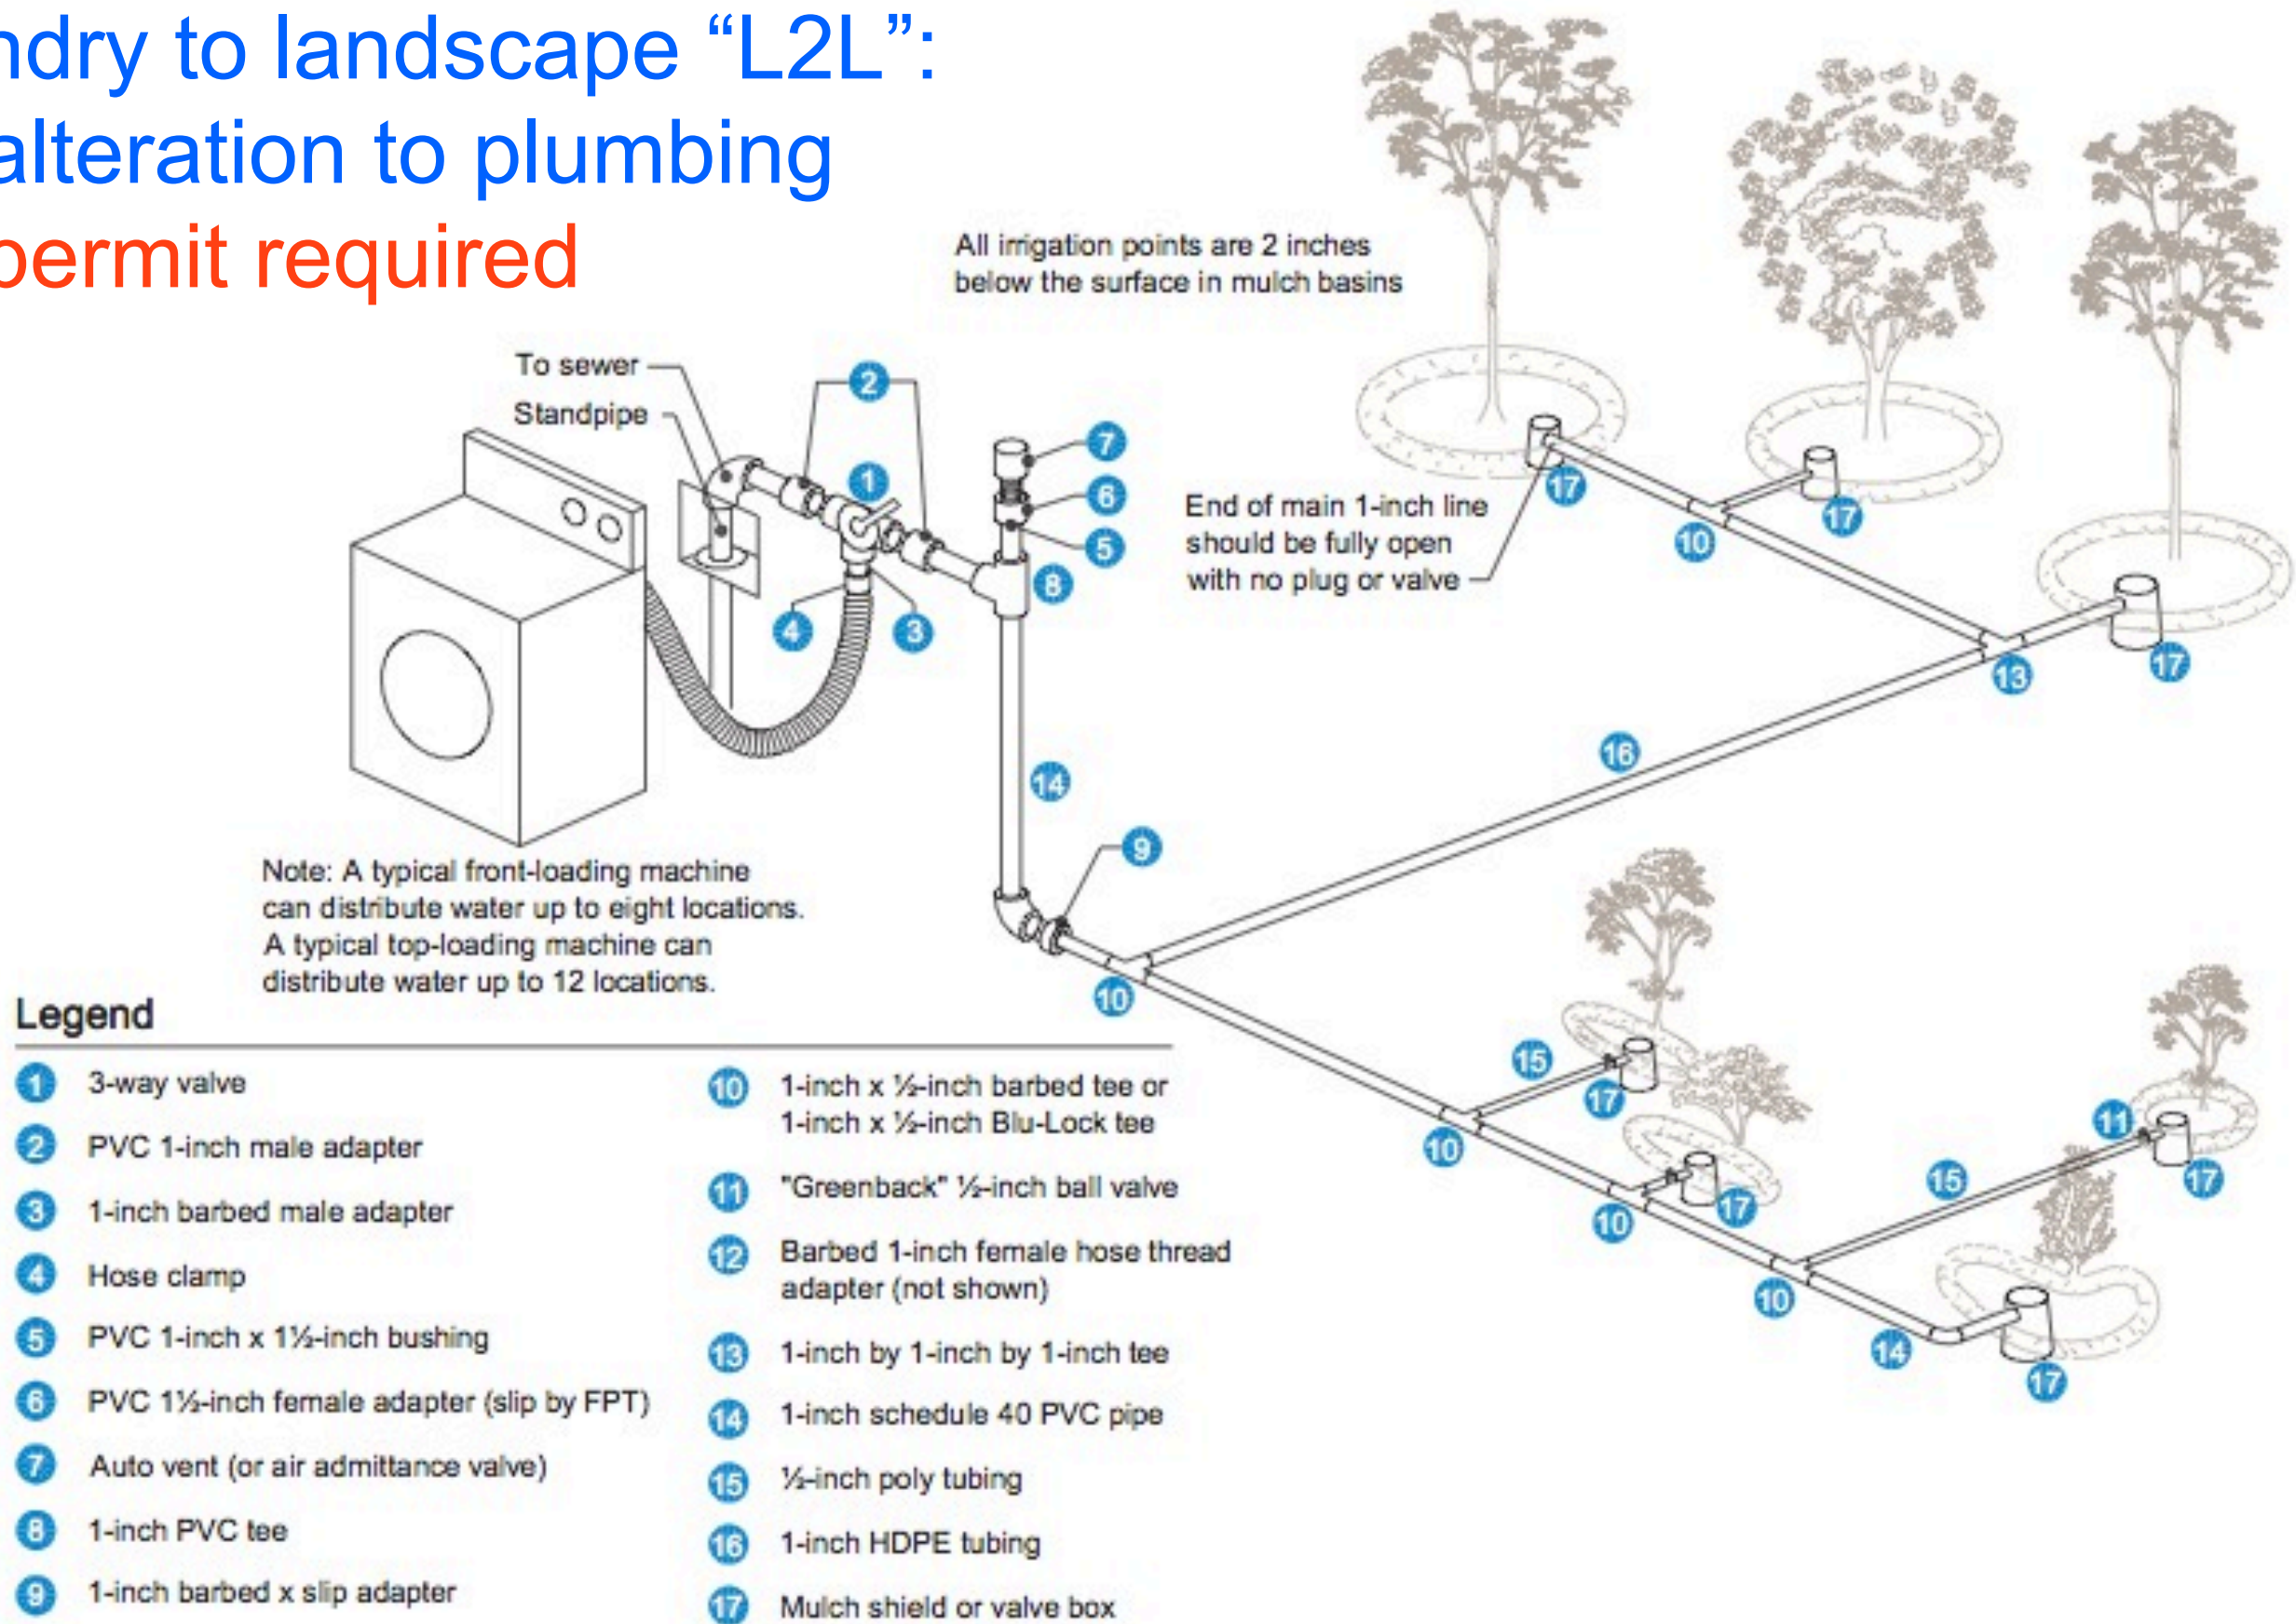 ndry to landscape “L2L”:
alteration to plumbing
permit required
All irrigation points are 2 inches
below the surface in mulch basins
To sewer
Standpipe
2
1
7
6
5
8
4
3
End of main 1-inch line
should be fully open
with no plug or valve
17
17
10
13
17
16
14
9
10
Note: A typical front-loading machine
can distribute water up to eight locations.
A typical top-loading machine can
distribute water up to 12 locations.
15
17
10
17
10
11
17
15
10
14
17
Legend
1 3-way valve
2 PVC 1-inch male adapter
3 1-inch barbed male adapter
4 Hose clamp
5 PVC 1-inch x 1½-inch bushing
6 PVC 1½-inch female adapter (slip by FPT)
7 Auto vent (or air admittance valve)
8 1-inch PVC tee
9 1-inch barbed x slip adapter
10 1-inch x ½-inch barbed tee or
1-inch x ½-inch Blu-Lock tee
11 "Greenback" ½-inch ball valve
12 Barbed 1-inch female hose thread
adapter (not shown)
13 1-inch by 1-inch by 1-inch tee
14 1-inch schedule 40 PVC pipe
15 ½-inch poly tubing
16 1-inch HDPE tubing
17 Mulch shield or valve box